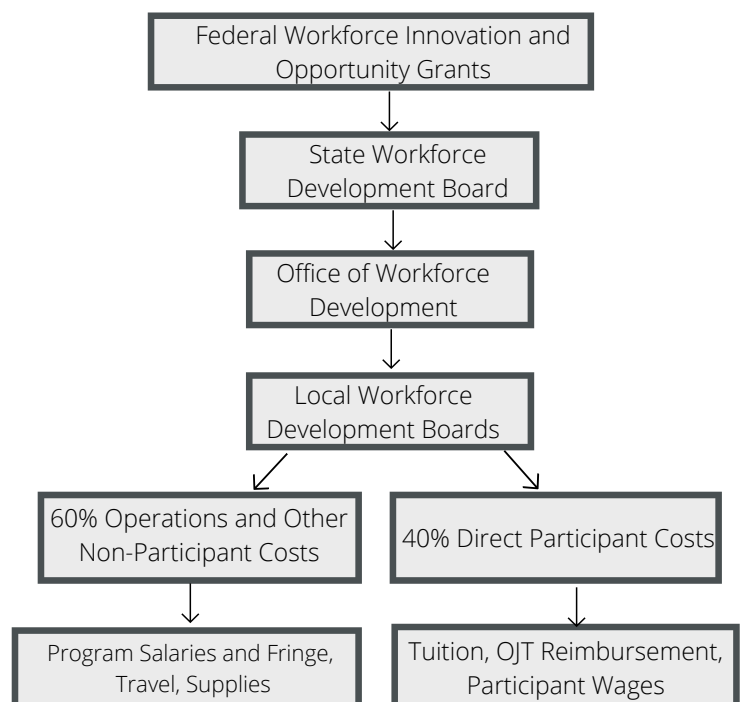 Federal Workforce Innovation and
Opportunity Grants
State Workforce
Development Board
Office of Workforce
Development
Local Workforce
Development Boards
60% Operations and Other
Non-Participant Costs
40% Direct Participant Costs
Program Salaries and Fringe,
Travel, Supplies
Tuition, OJT Reimbursement,
Participant Wages